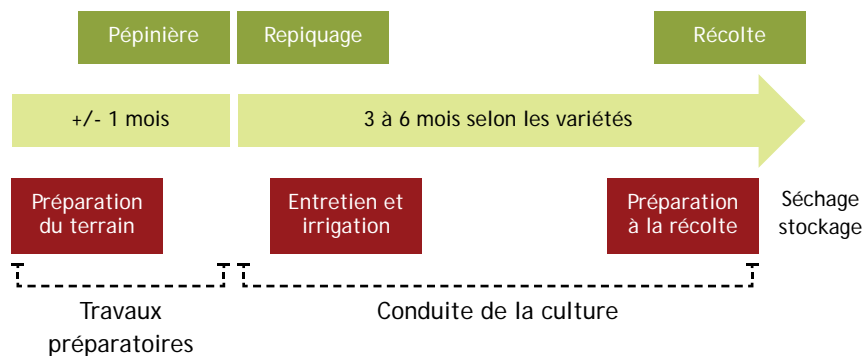 Pépinière
Repiquage
Récolte
+/- 1 mois
3 à 6 mois selon les variétés
Préparation
du terrain
Entretien et
irrigation
Préparation
à la récolte
Séchage
stockage
Travaux
préparatoires
Conduite de la culture